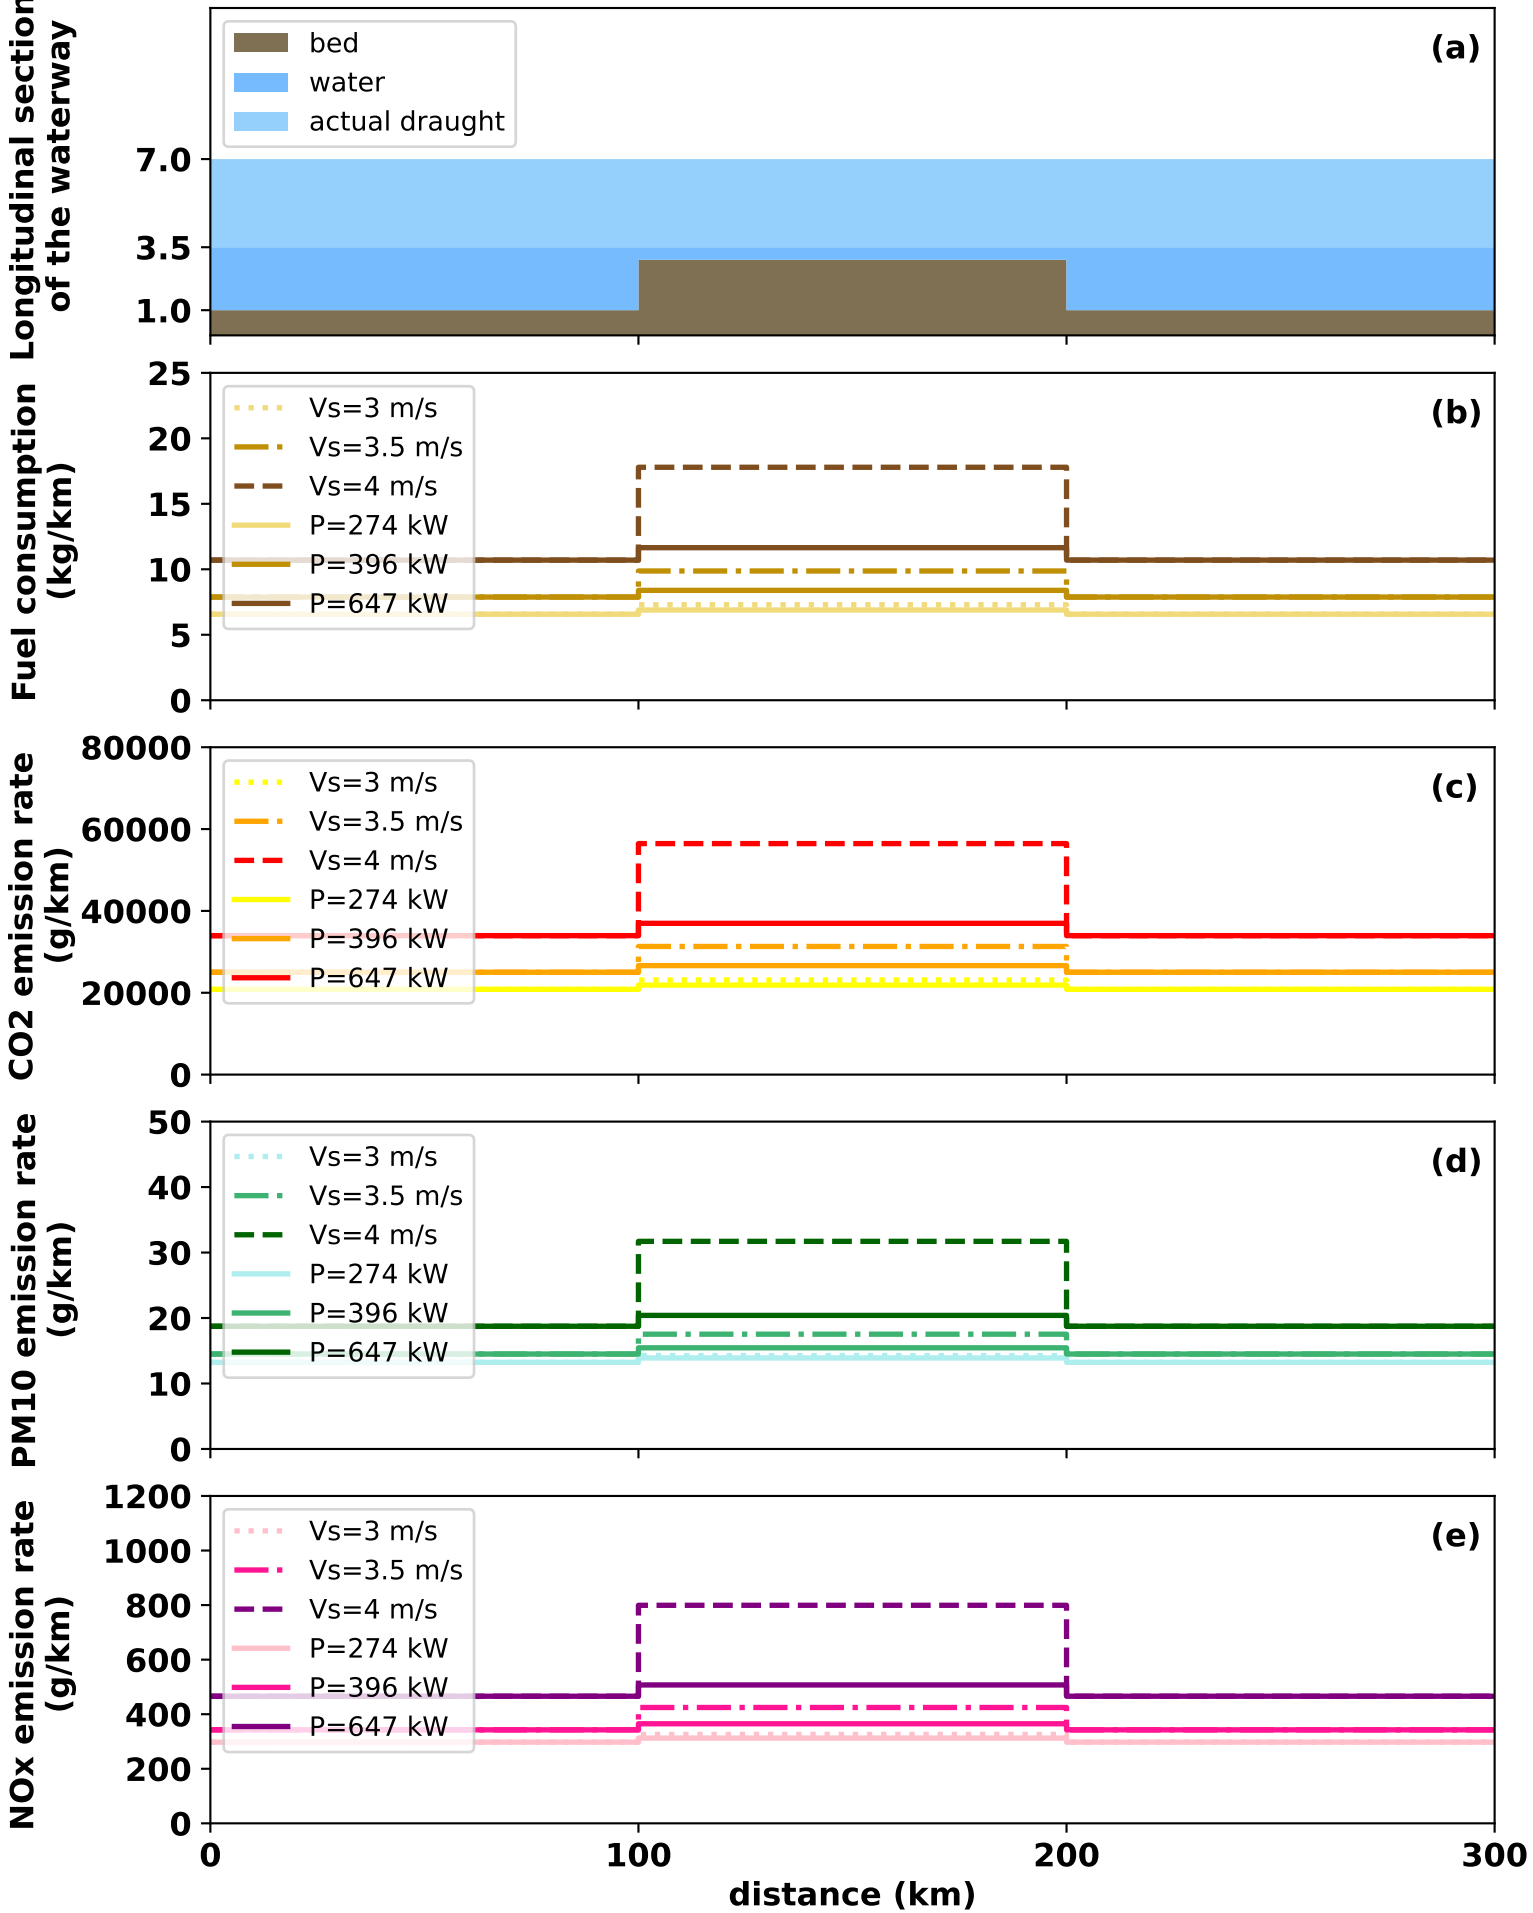 Longitudinal section
of the waterway
bed
water
actual draught
(a)
7.0
3.5
1.0
Fuel consumption
(kg/km)
25
20
15
10
5
0
Vs=3 m/s
Vs=3.5 m/s
Vs=4 m/s
P=274 kW
P=396 kW
P=647 kW
(b)
CO2 emission rate
(g/km)
80000
60000
40000
20000
0
Vs=3 m/s
Vs=3.5 m/s
Vs=4 m/s
P=274 kW
P=396 kW
P=647 kW
(c)
PM10 emission rate
(g/km)
50
40
30
20
10
0
Vs=3 m/s
Vs=3.5 m/s
Vs=4 m/s
P=274 kW
P=396 kW
P=647 kW
(d)
NOx emission rate
(g/km)
1200
1000
800
600
400
200
0
Vs=3 m/s
Vs=3.5 m/s
Vs=4 m/s
P=274 kW
P=396 kW
P=647 kW
(e)
0 100 200 300
distance (km)